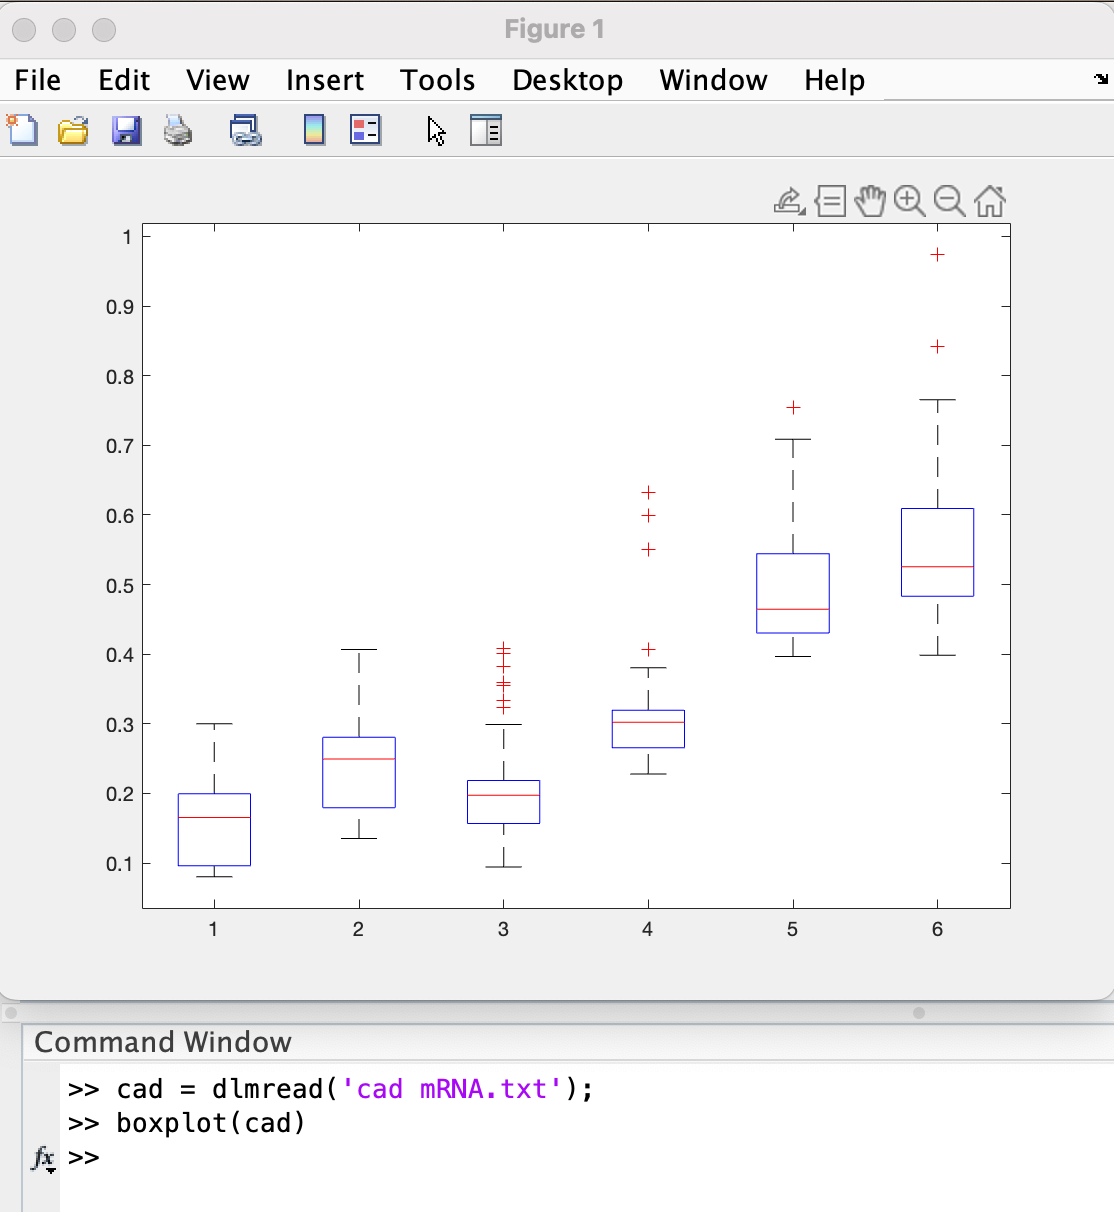 Figure 1
File Edit View Insert Tools Desktop Window Help
1
0.9
0.8
0.7
0.6
0.5
0.4
0.3
0.2
0.1
1 2 3 4 5 6
Command Window
>> cad = dlmread('cad mRNA.txt');
>> boxplot(cad)
fx >>